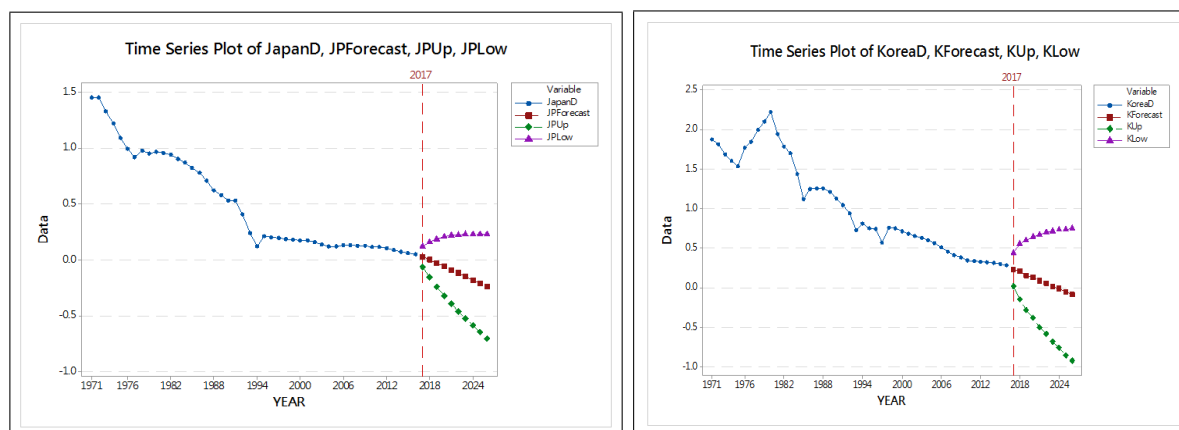 Time Series Plot of JapanD, JPForecast, JPUp, JPLow
2017
1.5
1.0
0.5
0.0
-0.5
-1.0
Data
1971 1976 1982 1988 1994 2000 2006 2012 2018 2024
YEAR
Variable
JapanD
JPForecast
JPUp
JPLow
Time Series Plot of KoreaD, KForecast, KUp, KLow
2017
2.5
2.0
1.5
1.0
0.5
0.0
-0.5
-1.0
Data
1971 1976 1982 1988 1994 2000 2006 2012 2018 2024
YEAR
Variable
KoreaD
KForecast
KUp
KLow